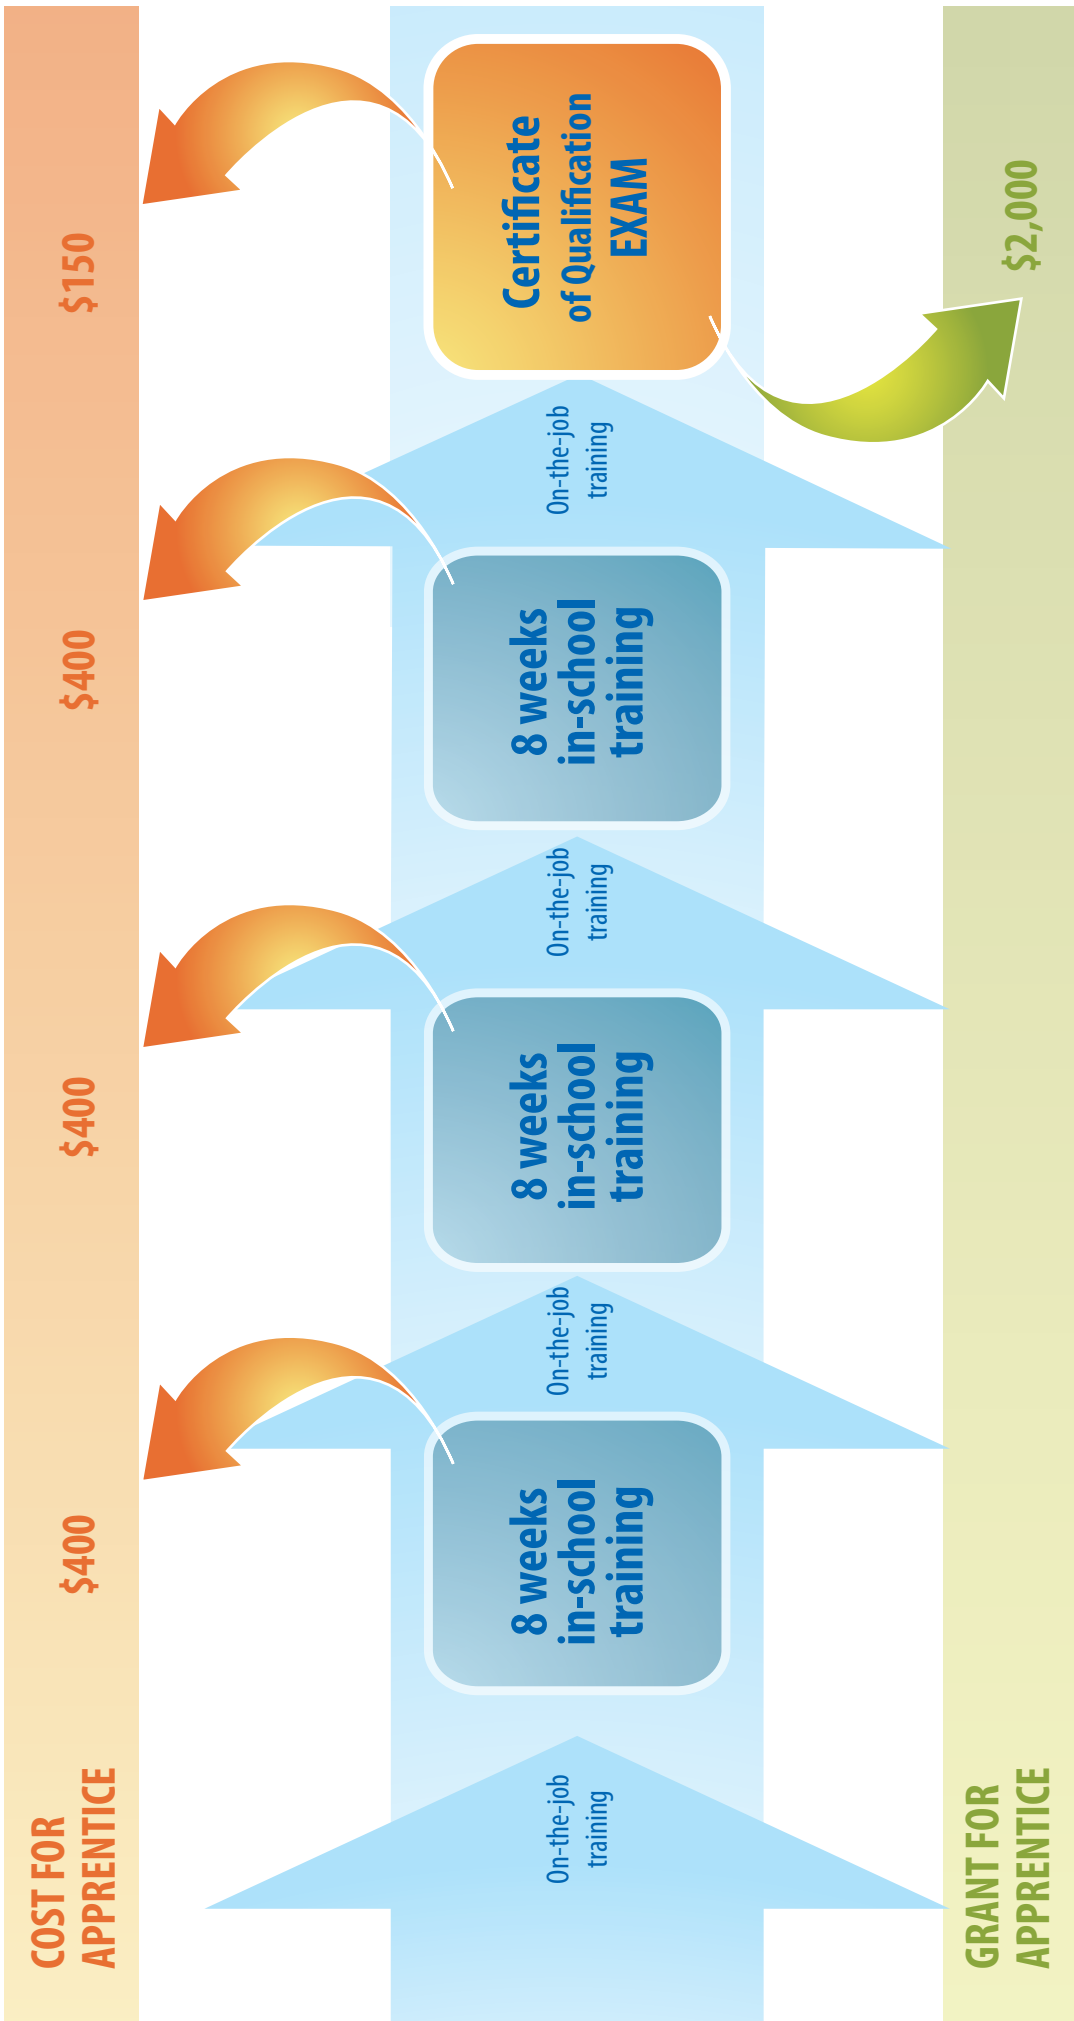 COST FOR
APPRENTICE
$400
$400
$400
$150
On-the-job
training
8 weeks
in-school
training
On-the-job
training
8 weeks
in-school
training
On-the-job
training
8 weeks
in-school
training
On-the-job
training
Certificate
of Qualification
EXAM
GRANT FOR
APPRENTICE
$2,000